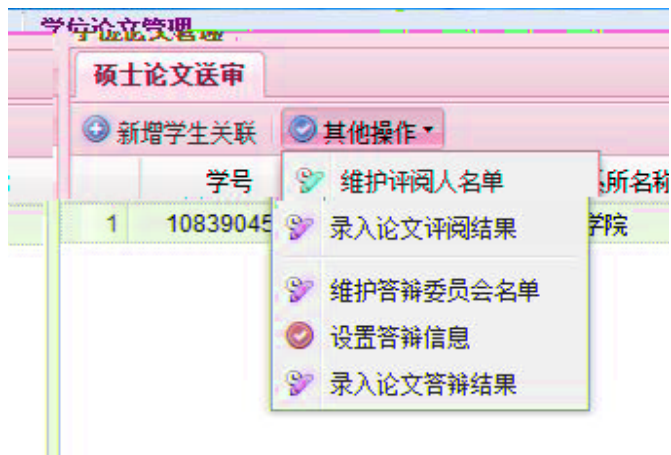 学位论文管理
硕士论文送审
新增学生关联 其他操作
学号 所名称
维护评阅人名单
1 10839045 学院
录入论文评阅结果
维护答辩委员会名单
设置答辩信息
录入论文答辩结果